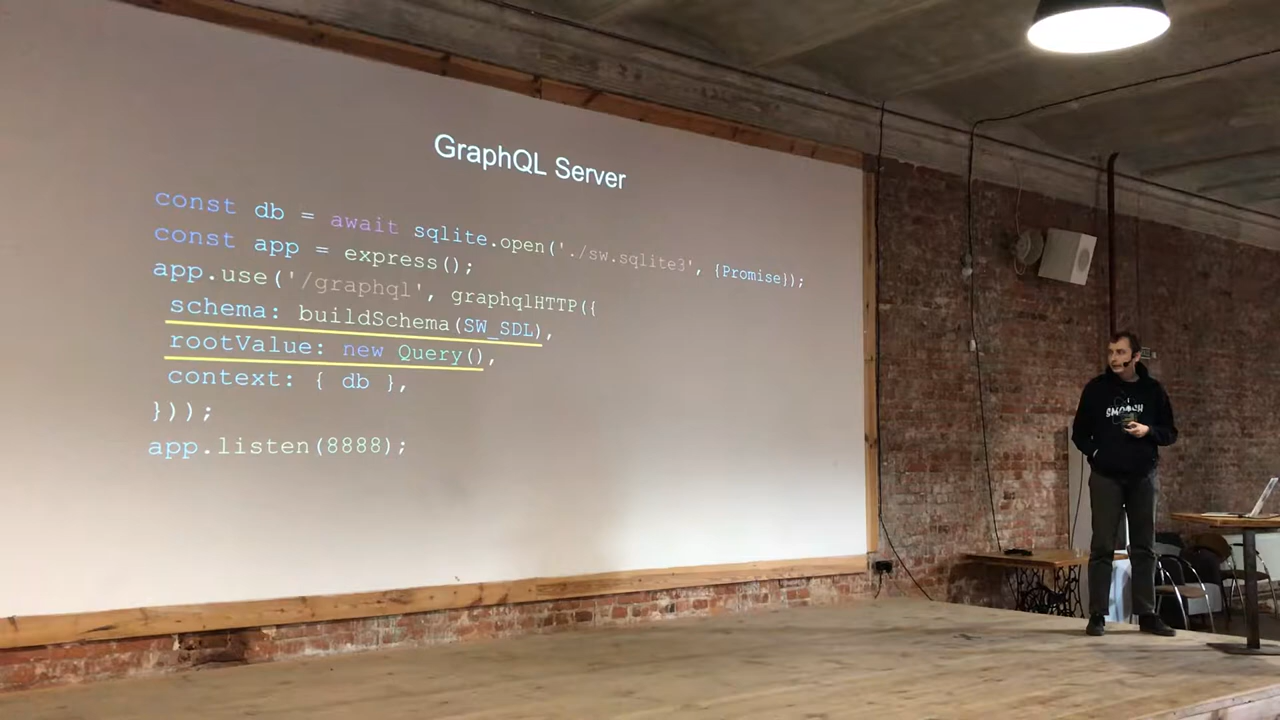 GraphQL Server
const db = await sqlite.open('./sw.sqlite3', {Promise});
const app = express();
app.use('/graphql', graphqlHTTP({
schema: buildSchema(SW_SDL),
rootValue: new Query(),
context: { db },
}));
app.listen(8888);